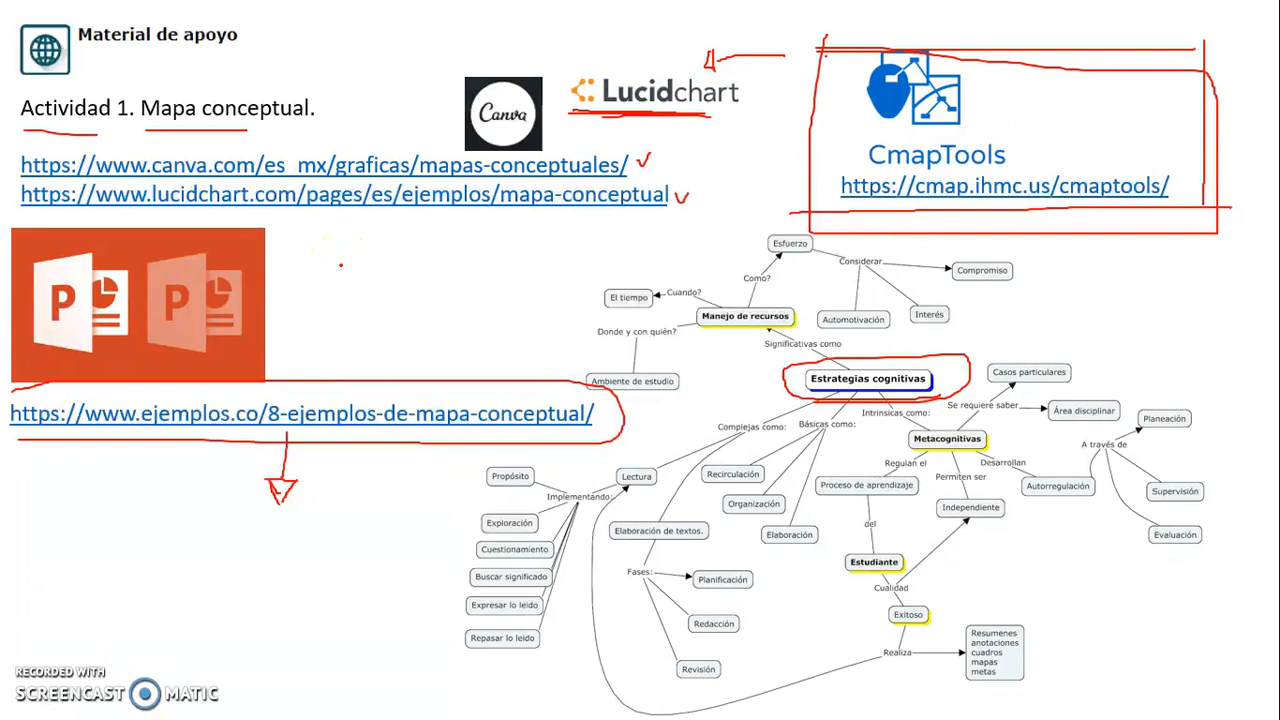 Material de apoyo
Actividad 1. Mapa conceptual.
Canva
Lucidchart
CmapTools
https://www.canva.com/es_mx/graficas/mapas-conceptuales/
https://www.lucidchart.com/pages/es/ejemplos/mapa-conceptual
https://cmap.ihmc.us/cmaptools/
P
P
https://www.ejemplos.co/8-ejemplos-de-mapa-conceptual/
Esfuerzo
Considerar
Compromiso
Como?
El tiempo
Cuando?
Manejo de recursos
Automotivación
Interés
Donde y con quién?
Significativas como
Ambiente de estudio
Estrategias cognitivas
Casos particulares
Se requiere saber
Área disciplinar
Intrinsicas como:
Básicas como:
Complejas como:
Planeación
Metacognitivas
A través de
Regulan el
Desarrollan
Permiten ser
Propósito
Lectura
Recirculación
Proceso de aprendizaje
Autorregulación
Supervisión
Implementando:
Organización
Independiente
Exploración
Elaboración de textos.
Elaboración
del
Evaluación
Cuestionamiento
Estudiante
Buscar significado
Fases:
Planificación
Cualidad
Expresar lo leido
Exitoso
Redacción
Repasar lo leido
Realiza
Resumenes
anotaciones
cuadros
mapas
metas
Revisión
RECORDED WITH
SCREENCAST MATIC